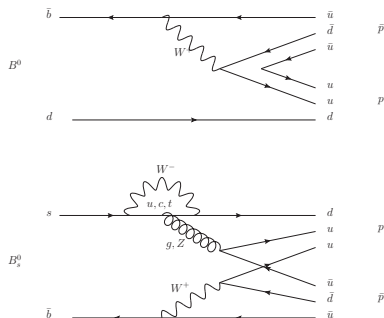 b̄ ū
d̄ p̄
ū
W
B⁰
u
u p
d d
W⁻
u, c, t
s d
u p
g, Z u
B⁰ₛ
W⁺ ū
d̄ p̄
b̄ ū